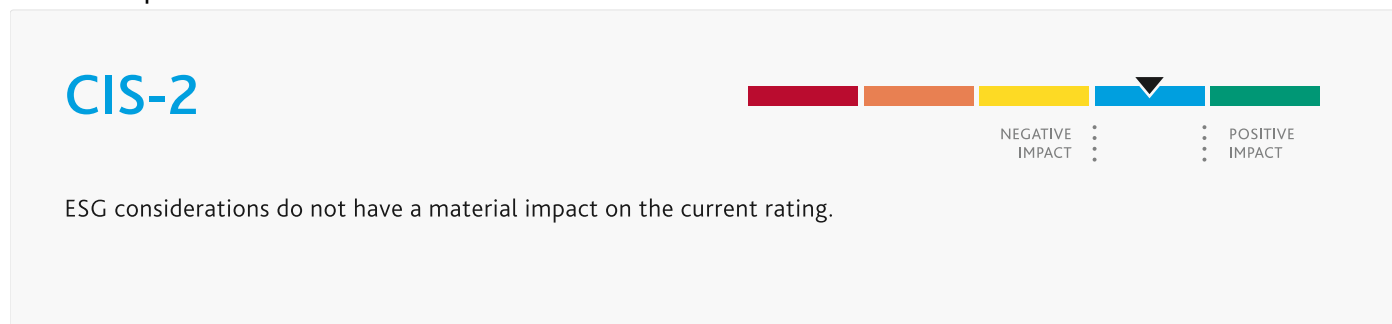 CIS-2
NEGATIVE
IMPACT
POSITIVE
IMPACT
ESG considerations do not have a material impact on the current rating.